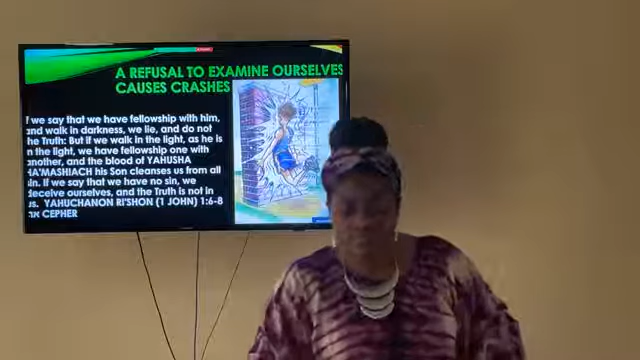 A REFUSAL TO EXAMINE OURSELVES
CAUSES CRASHES
f we say that we have fellowship with him,
and walk in darkness, we lie, and do not
he Truth: But if we walk in the light, as he is
n the light, we have fellowship one with
another, and the blood of YAHUSHA
HA'MASHIACH his Son cleanses us from all
sin. If we say that we have no sin, we
deceive ourselves, and the Truth is not in
us. YAHUCHANON RI'SHON (1 JOHN) 1:6-8
CEPHER